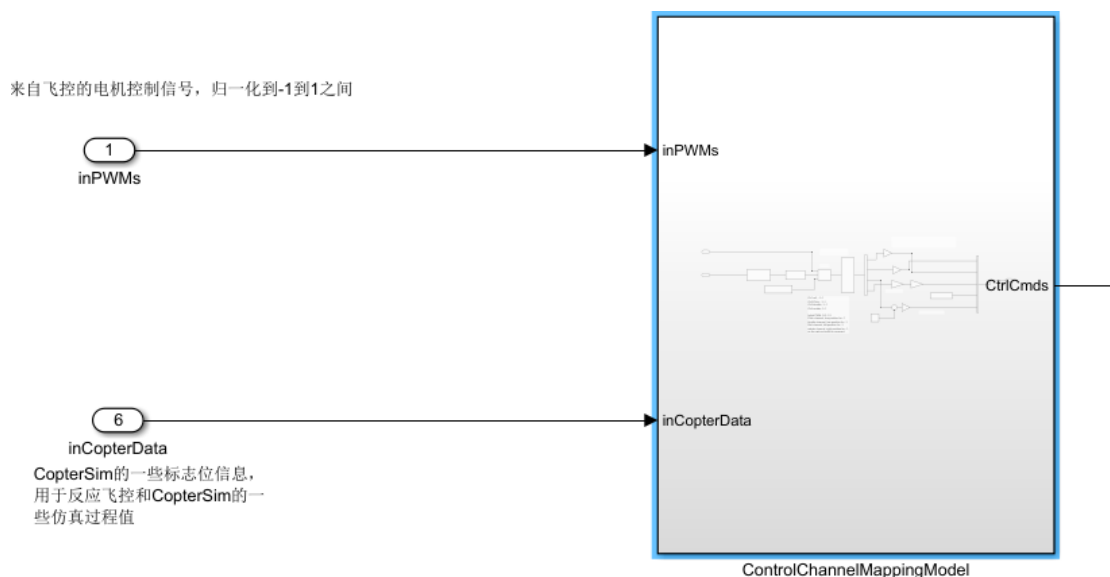 来自飞控的电机控制信号，归一化到-1到1之间
1
inPWMs
inPWMs
CtrlCmds
6
inCopterData
inCopterData
CopterSim的一些标志位信息，
用于反应飞控和CopterSim的一
些仿真过程值
ControlChannelMappingModel